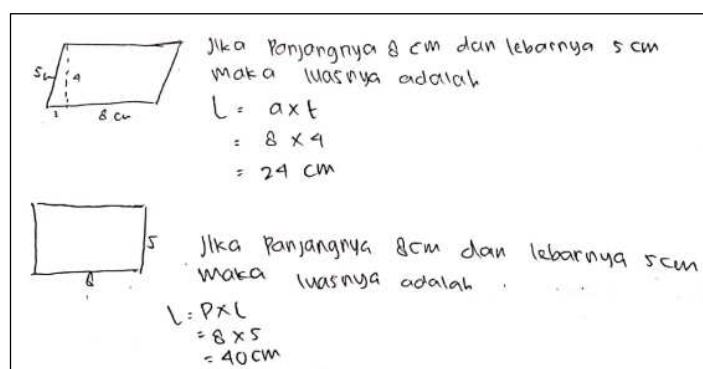 Jika Panjangnya 8 cm dan lebarnya 5 cm
maka luasnya adalah
5
4
8 cm
L = a x t
= 8 x 4
= 24 cm
5
8
Jika Panjangnya 8cm dan lebarnya 5cm
maka luasnya adalah . . .
L = P x L
= 8 x 5
= 40 cm